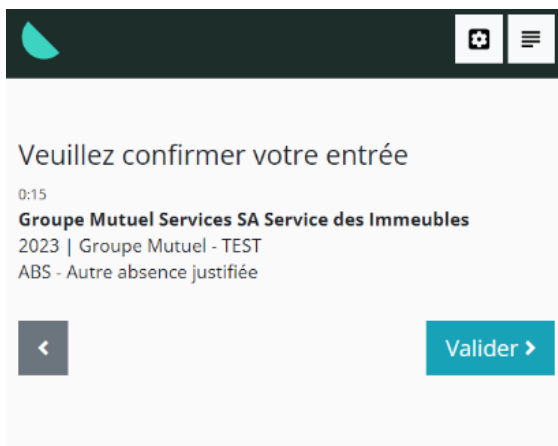 Veuillez confirmer votre entrée
0:15
Groupe Mutuel Services SA Service des Immeubles
2023 | Groupe Mutuel - TEST
ABS - Autre absence justifiée
Valider